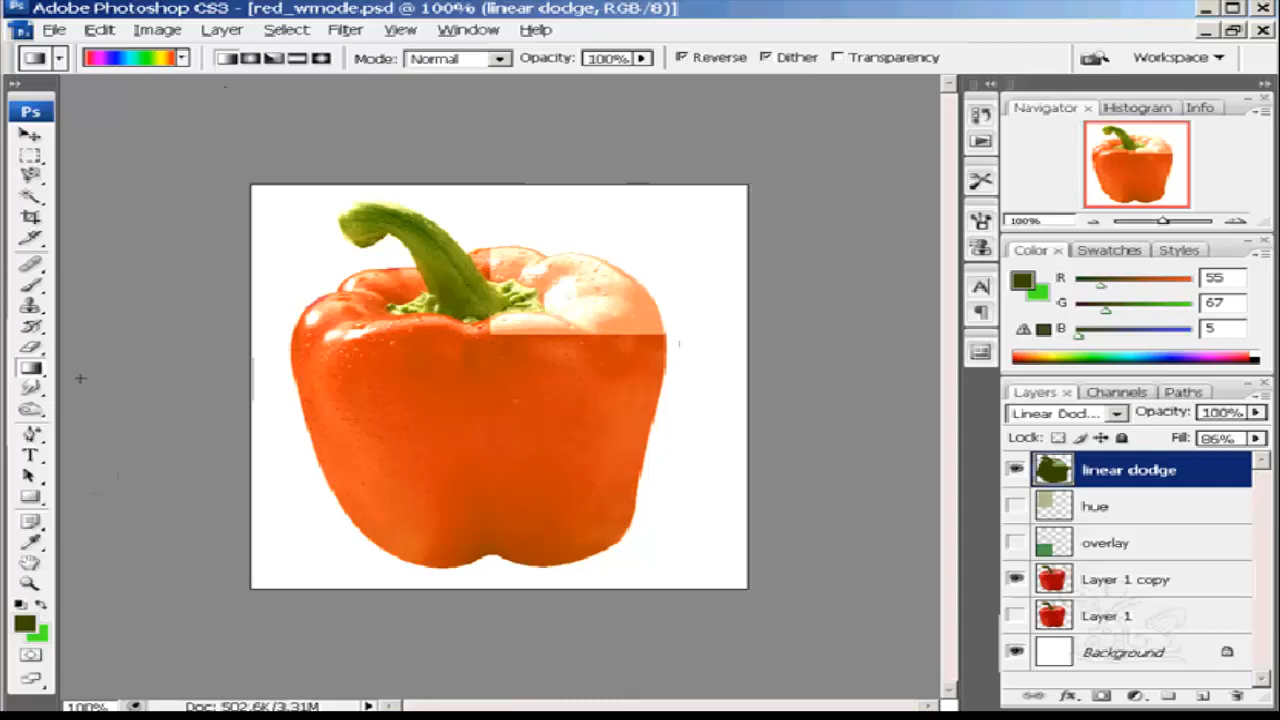 Adobe Photoshop CS3 - [red_wmode.psd @ 100% (linear dodge, RGB/8)]
File Edit Image Layer Select Filter View Window Help
Mode: Normal Opacity: 100% Reverse Dither Transparency Workspace
Ps
Navigator Histogram Info
100%
Color Swatches Styles
R 55
G 67
B 5
Layers Channels Paths
Linear Dod... Opacity: 100%
Lock: Fill: 86%
linear dodge
hue
overlay
Layer 1 copy
Layer 1
Background
100% Doc: 502.6K/3.31M